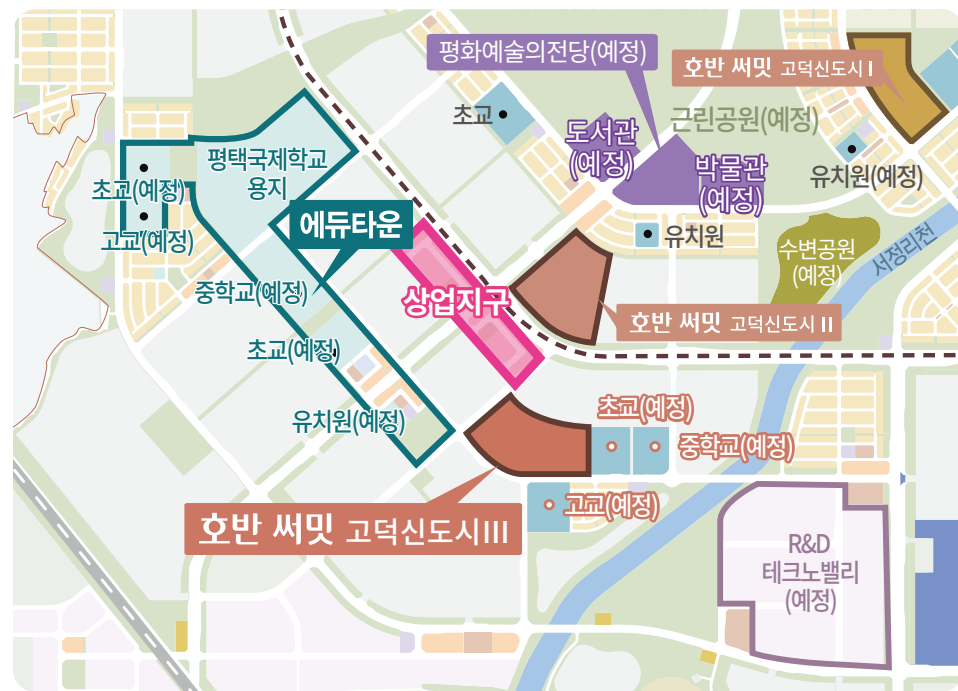 평화예술의전당(예정)
호반 써밋 고덕신도시 I
초교
도서관
(예정)
근린공원(예정)
박물관
(예정)
유치원(예정)
평택국제학교
용지
초교(예정)
고교(예정)
에듀타운
유치원
수변공원
(예정)
서정리천
중학교(예정)
상업지구
호반 써밋 고덕신도시 II
초교(예정)
유치원(예정)
초교(예정)
중학교(예정)
고교(예정)
호반 써밋 고덕신도시III
R&D
테크노밸리
(예정)